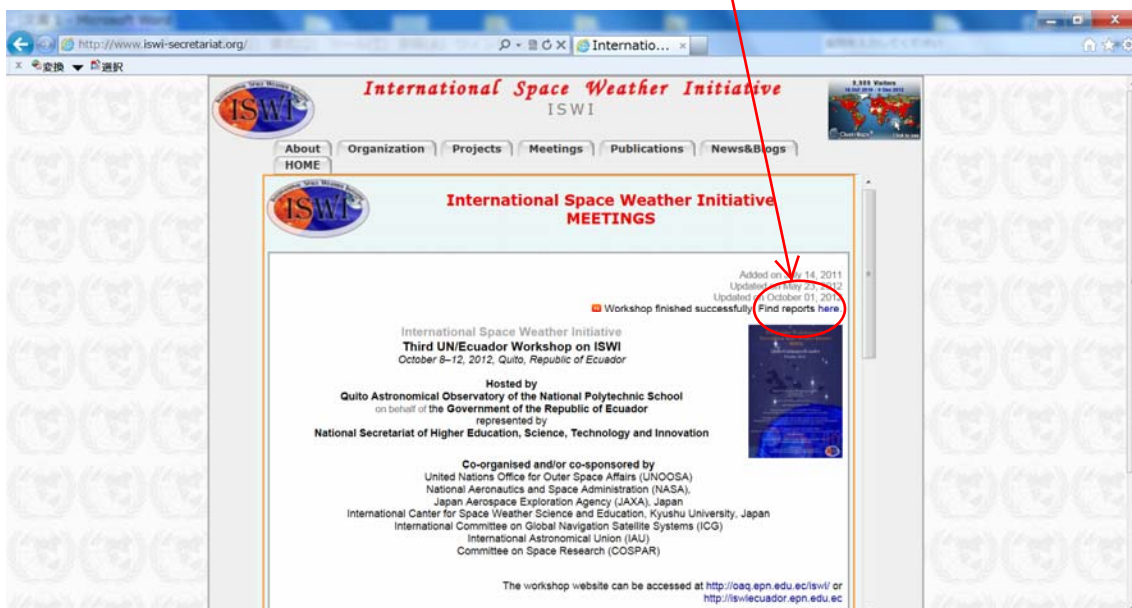 http://www.iswi-secretariat.org/
Internatio...
変換 選択
ISWI
International Space Weather Initiative
ISWI
About Organization Projects Meetings Publications News&Blogs
HOME
ISWI
International Space Weather Initiative
MEETINGS
Added on July 14, 2011
Updated on May 23, 2012
Updated on October 01, 2012
Workshop finished successfully. Find reports here.
International Space Weather Initiative
Third UN/Ecuador Workshop on ISWI
October 8–12, 2012, Quito, Republic of Ecuador
Hosted by
Quito Astronomical Observatory of the National Polytechnic School
on behalf of the Government of the Republic of Ecuador
represented by
National Secretariat of Higher Education, Science, Technology and Innovation
Co-organised and/or co-sponsored by
United Nations Office for Outer Space Affairs (UNOOSA)
National Aeronautics and Space Administration (NASA),
Japan Aerospace Exploration Agency (JAXA), Japan
International Canter for Space Weather Science and Education, Kyushu University, Japan
International Committee on Global Navigation Satellite Systems (ICG)
International Astronomical Union (IAU)
Committee on Space Research (COSPAR)
The workshop website can be accessed at http://oaq.epn.edu.ec/iswi/ or
http://iswiecuador.epn.edu.ec